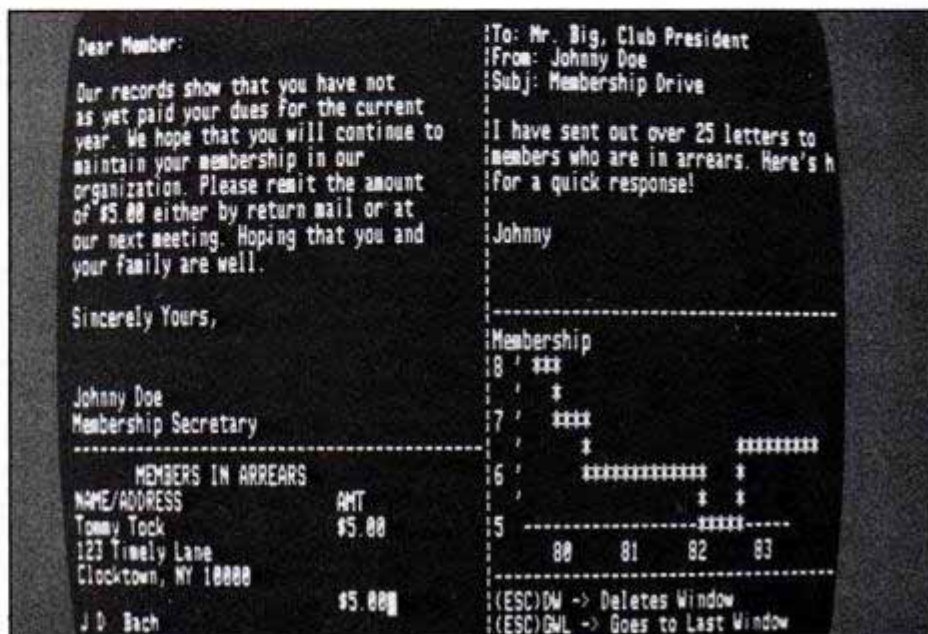 Dear Member:
Our records show that you have not
as yet paid your dues for the current
year. We hope that you will continue to
maintain your membership in our
organization. Please remit the amount
of $5.00 either by return mail or at
our next meeting. Hoping that you and
your family are well.
Sincerely Yours,
Johnny Doe
Membership Secretary
MEMBERS IN ARREARS
NAME/ADDRESS AMT
Tommy Tock $5.00
123 Timely Lane
Clocktown, NY 10000
$5.00
J D Bach
To: Mr. Big, Club President
From: Johnny Doe
Subj: Membership Drive
I have sent out over 25 letters to
members who are in arrears. Here's h
for a quick response!
Johnny
Membership
8 ' ***
' *
7 ' ****
' * *********
6 ' ************* *
' * *
5 -----------------*****-----
80 81 82 83
(ESC)DW -> Deletes Window
(ESC)GWL -> Goes to Last Window